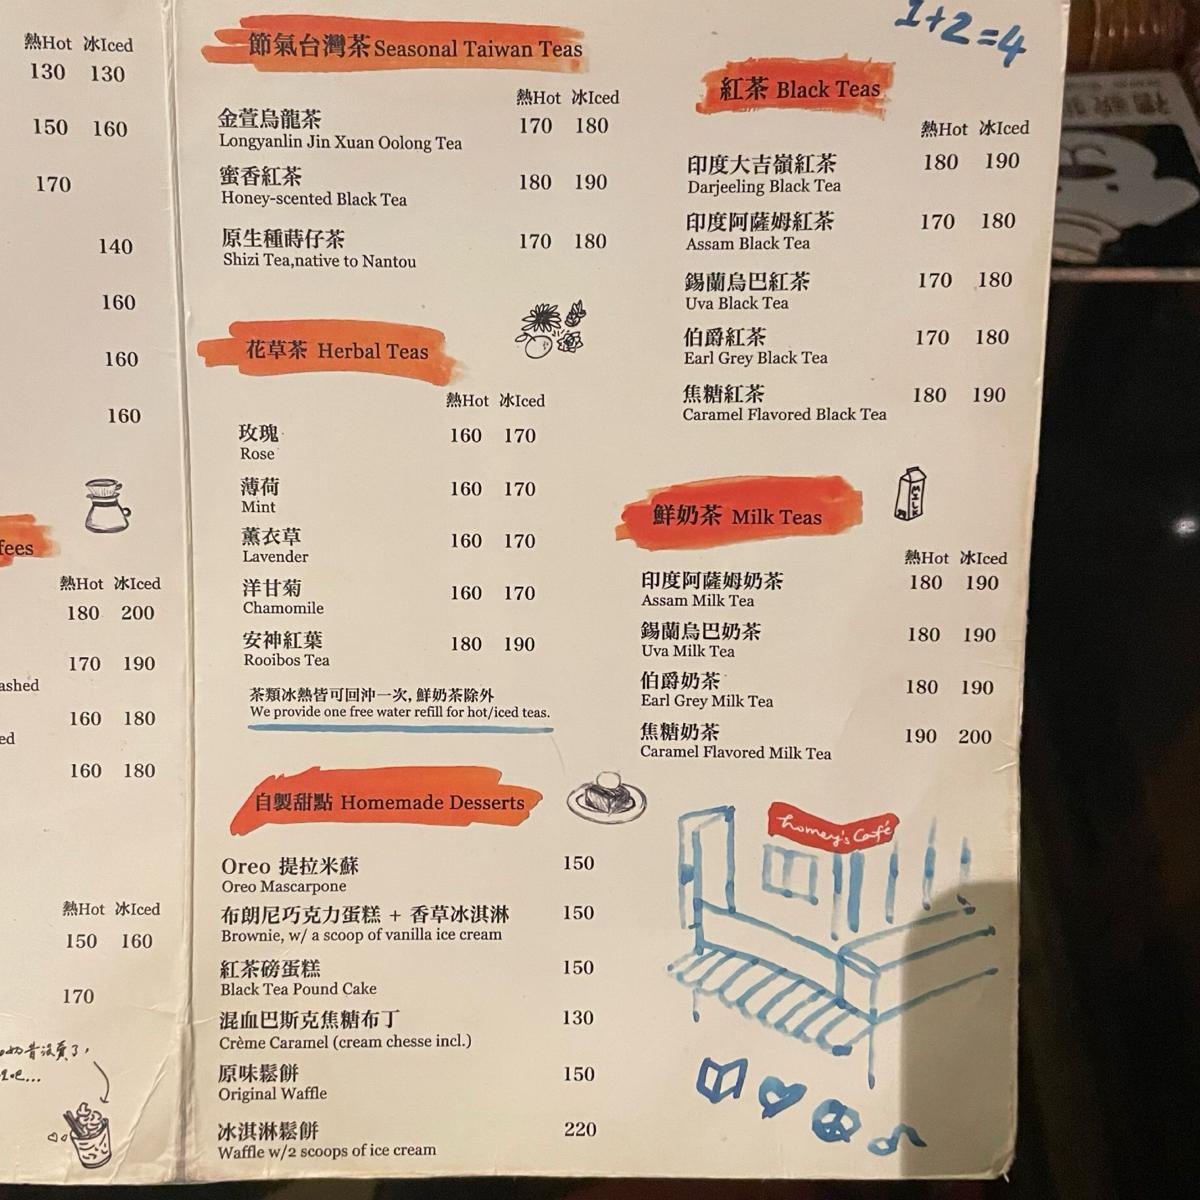 熱Hot 冰Iced
130 130
150 160
170
140
160
160
160
fees
熱Hot 冰Iced
180 200
170 190
ashed
160 180
ed
160 180
熱Hot 冰Iced
150 160
170
節氣台灣茶 Seasonal Taiwan Teas
熱Hot 冰Iced
金萱烏龍茶 170 180
Longyanlin Jin Xuan Oolong Tea
蜜香紅茶 180 190
Honey-scented Black Tea
原生種蒔仔茶 170 180
Shizi Tea,native to Nantou
花草茶 Herbal Teas
熱Hot 冰Iced
玫瑰 160 170
Rose
薄荷 160 170
Mint
薰衣草 160 170
Lavender
洋甘菊 160 170
Chamomile
安神紅葉 180 190
Rooibos Tea
茶類冰熱皆可回沖一次, 鮮奶茶除外
We provide one free water refill for hot/iced teas.
自製甜點 Homemade Desserts
Oreo 提拉米蘇 150
Oreo Mascarpone
布朗尼巧克力蛋糕 + 香草冰淇淋 150
Brownie, w/ a scoop of vanilla ice cream
紅茶磅蛋糕 150
Black Tea Pound Cake
混血巴斯克焦糖布丁 130
Crème Caramel (cream chesse incl.)
原味鬆餅 150
Original Waffle
冰淇淋鬆餅 220
Waffle w/2 scoops of ice cream
1+2=4
紅茶 Black Teas
熱Hot 冰Iced
印度大吉嶺紅茶 180 190
Darjeeling Black Tea
印度阿薩姆紅茶 170 180
Assam Black Tea
錫蘭烏巴紅茶 170 180
Uva Black Tea
伯爵紅茶 170 180
Earl Grey Black Tea
焦糖紅茶 180 190
Caramel Flavored Black Tea
鮮奶茶 Milk Teas
MILK
熱Hot 冰Iced
印度阿薩姆奶茶 180 190
Assam Milk Tea
錫蘭烏巴奶茶 180 190
Uva Milk Tea
伯爵奶茶 180 190
Earl Grey Milk Tea
焦糖奶茶 190 200
Caramel Flavored Milk Tea
homey's Café